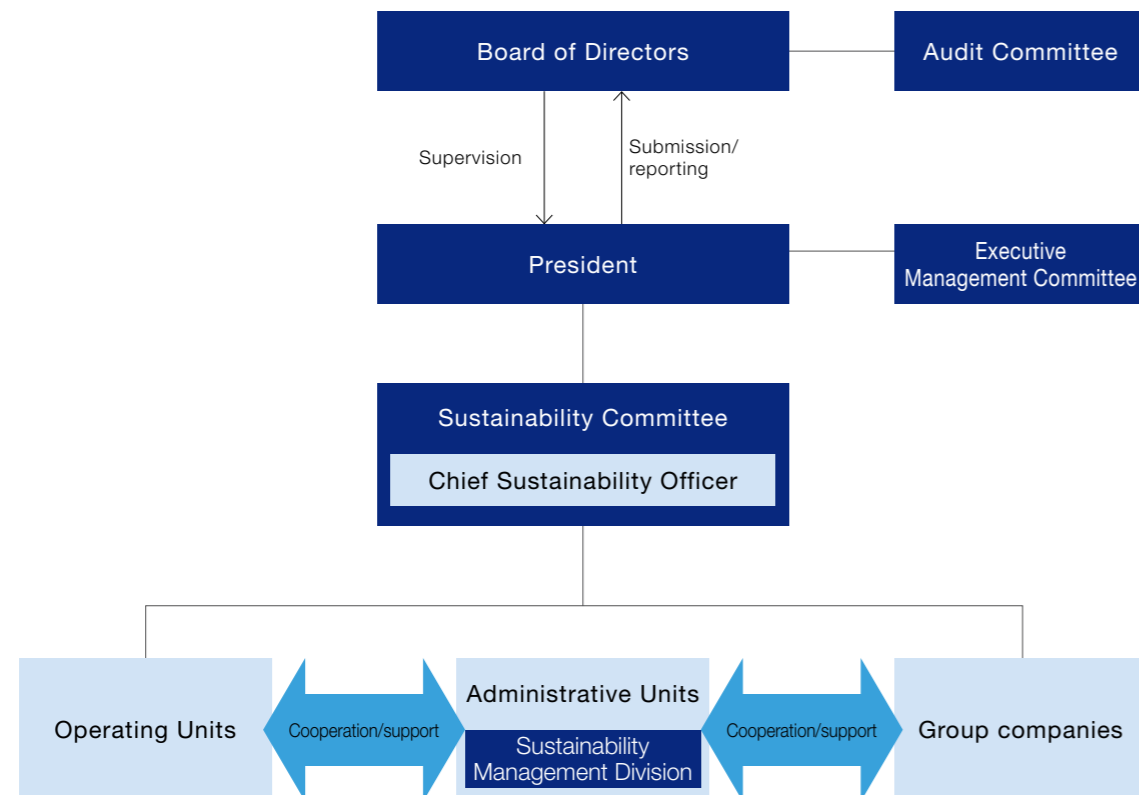 Board of Directors
Audit Committee
Supervision
Submission/
reporting
President
Executive
Management Committee
Sustainability Committee
Chief Sustainability Officer
Operating Units
Cooperation/support
Administrative Units
Sustainability
Management Division
Cooperation/support
Group companies